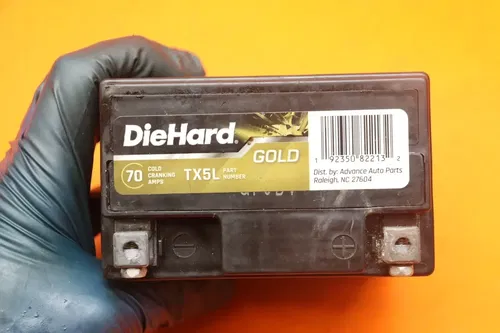 DieHard®
GOLD
70 COLD CRANKING AMPS
TX5L PART NUMBER
1 92350 82213 2
Dist. by: Advance Auto Parts
Raleigh, NC 27604